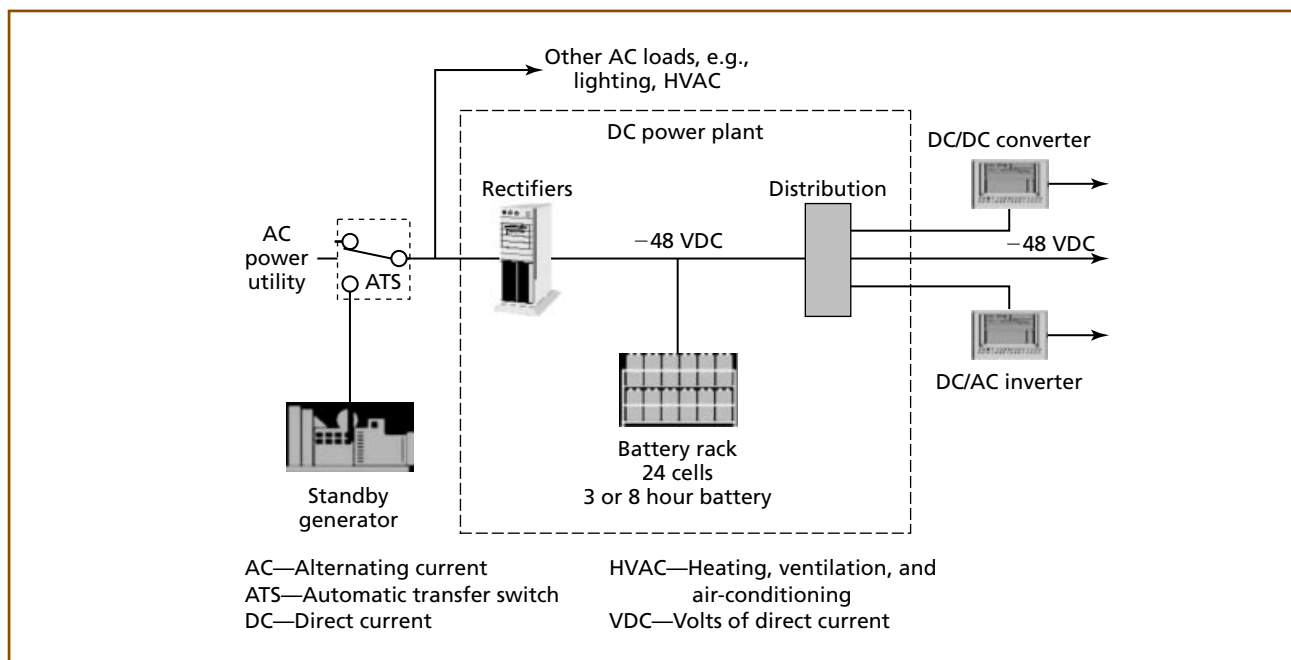 Other AC loads, e.g.,
lighting, HVAC
DC power plant
DC/DC converter
Rectifiers
Distribution
AC
power
utility
ATS
−48 VDC
−48 VDC
DC/AC inverter
Battery rack
24 cells
3 or 8 hour battery
Standby
generator
AC—Alternating current
ATS—Automatic transfer switch
DC—Direct current
HVAC—Heating, ventilation, and
air-conditioning
VDC—Volts of direct current